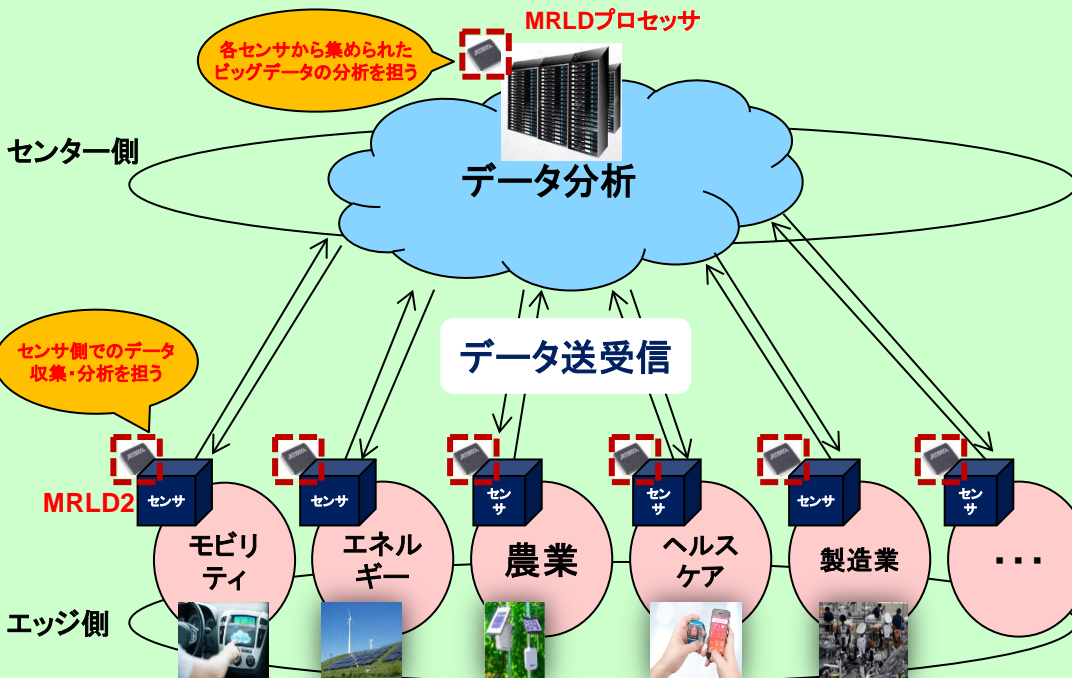 MRLDプロセッサ
各センサから集められた
ビッグデータの分析を担う
センター側
データ分析
データ送受信
センサ側でのデータ
収集・分析を担う
MRLD2
センサ
センサ
セン
サ
セン
サ
センサ
セン
サ
モビリ
ティ
エネル
ギー
農業
ヘルス
ケア
製造業
・・・
エッジ側